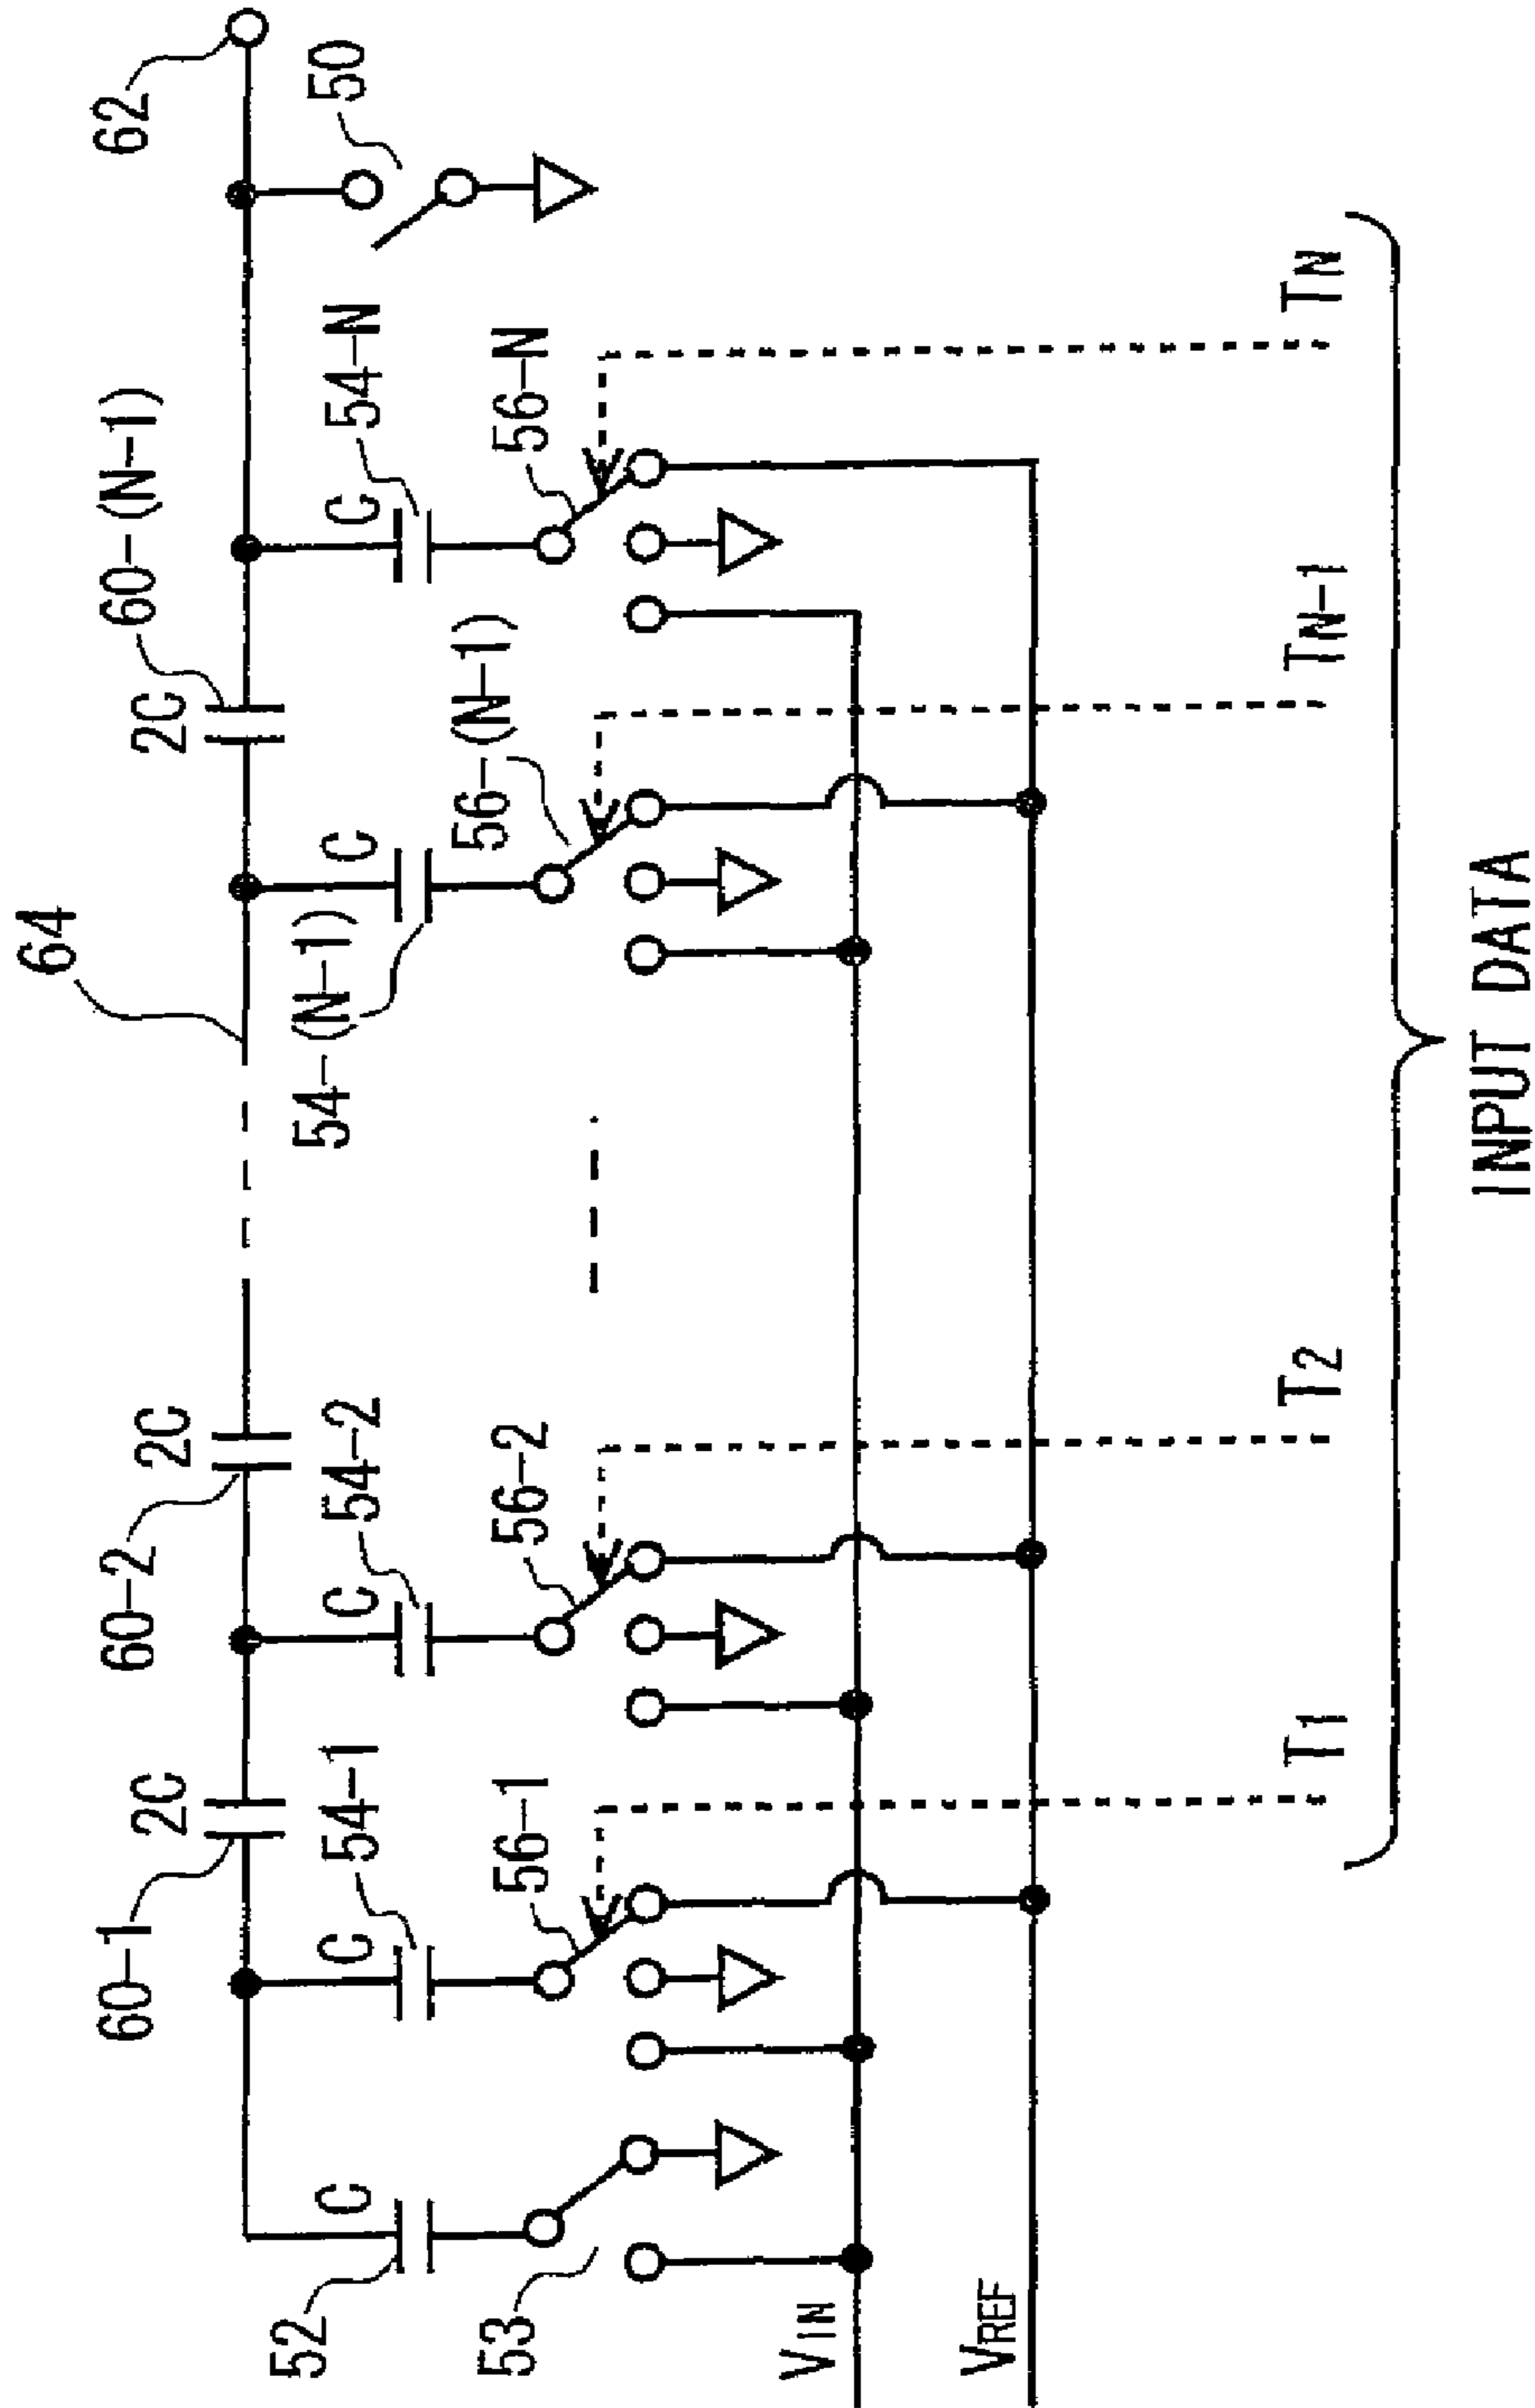 64
60-1
60-2
60-(N-1)
62
2C
2C
2C
52
C
C
54-1
C
54-2
54-(N-1)
C
C
54-N
50
53
56-1
56-2
56-(N-1)
56-N
VIN
VREF
T1
T2
TN-1
TN
INPUT DATA